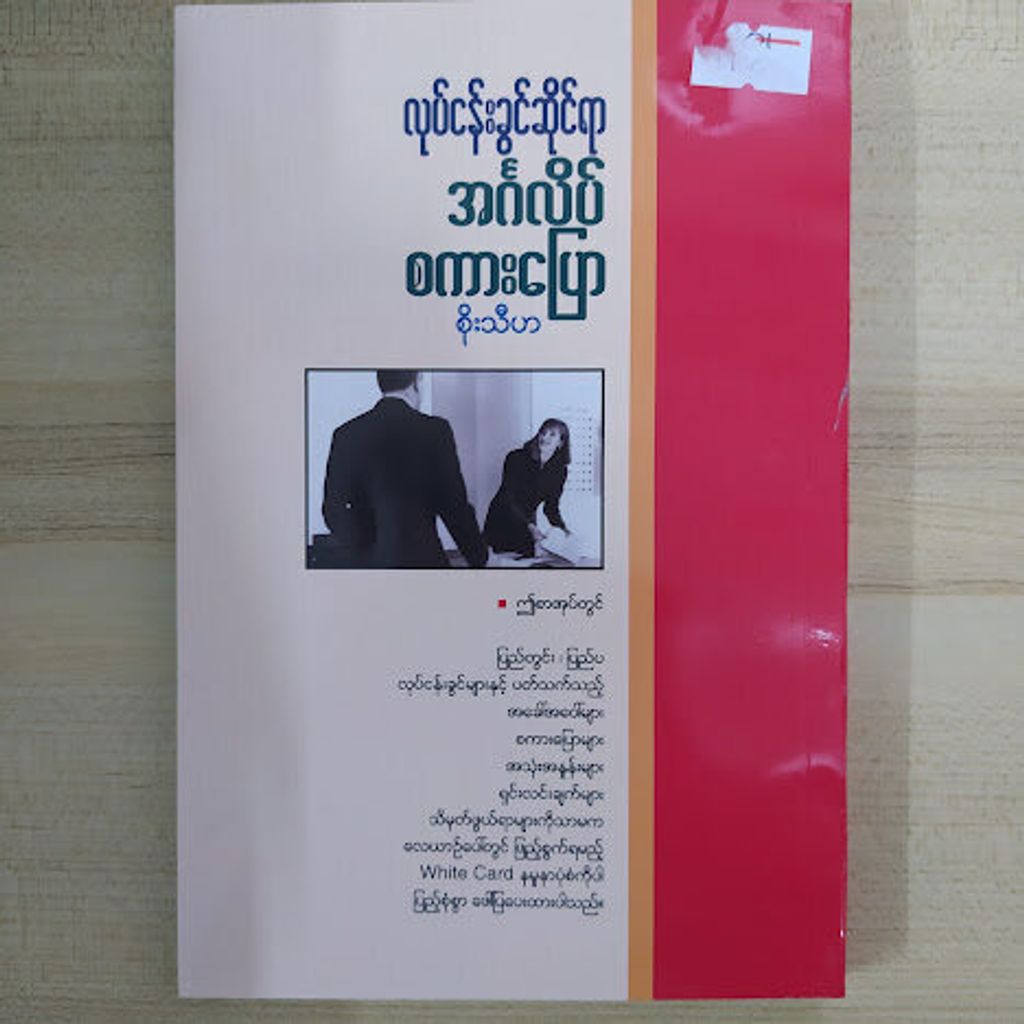 လုပ်ငန်းခွင်ဆိုင်ရာ
အင်္ဂလိပ်
စကားပြော
စိုးသီဟ
ဤစာအုပ်တွင်
ပြည်တွင်း၊ ပြည်ပ
လုပ်ငန်းခွင်များနှင့် ပတ်သက်သည့်
အခေါ်အဝေါ်များ
စကားပြောများ
အသုံးအနှုန်းများ
ရှင်းလင်းချက်များ
သိမှတ်ဖွယ်ရာများကိုသာမက
လေယာဉ်ပေါ်တွင် ဖြည့်စွက်ရမည့်
White Card နမူနာပုံစံကိုပါ
ပြည့်စုံစွာ ဖော်ပြပေးထားပါသည်။